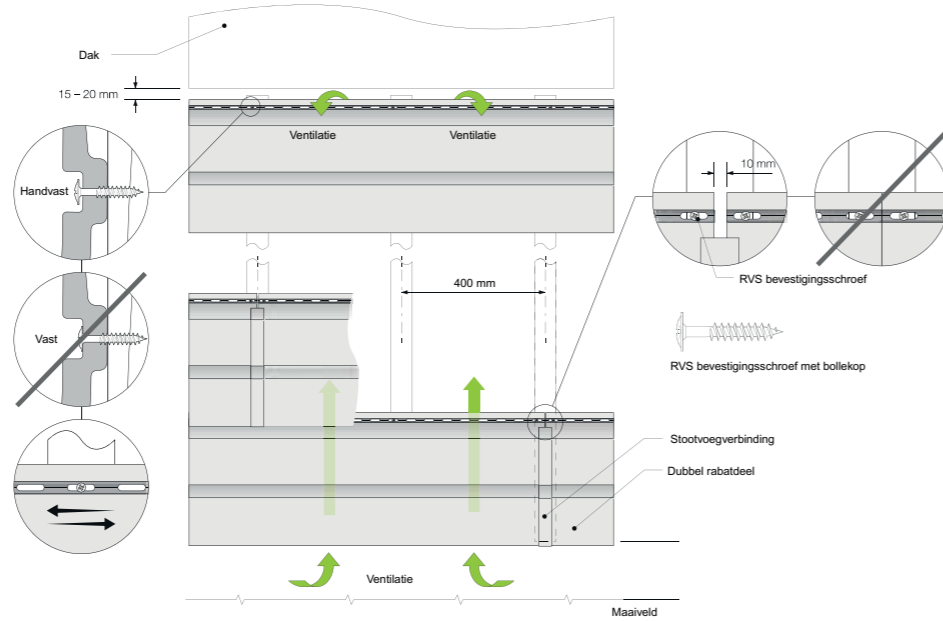 Dak
15 – 20 mm
Ventilatie
Ventilatie
Handvast
10 mm
RVS bevestigingsschroef
400 mm
Vast
RVS bevestigingsschroef met bollekop
Stootvoegverbinding
Dubbel rabatdeel
Ventilatie
Maaiveld